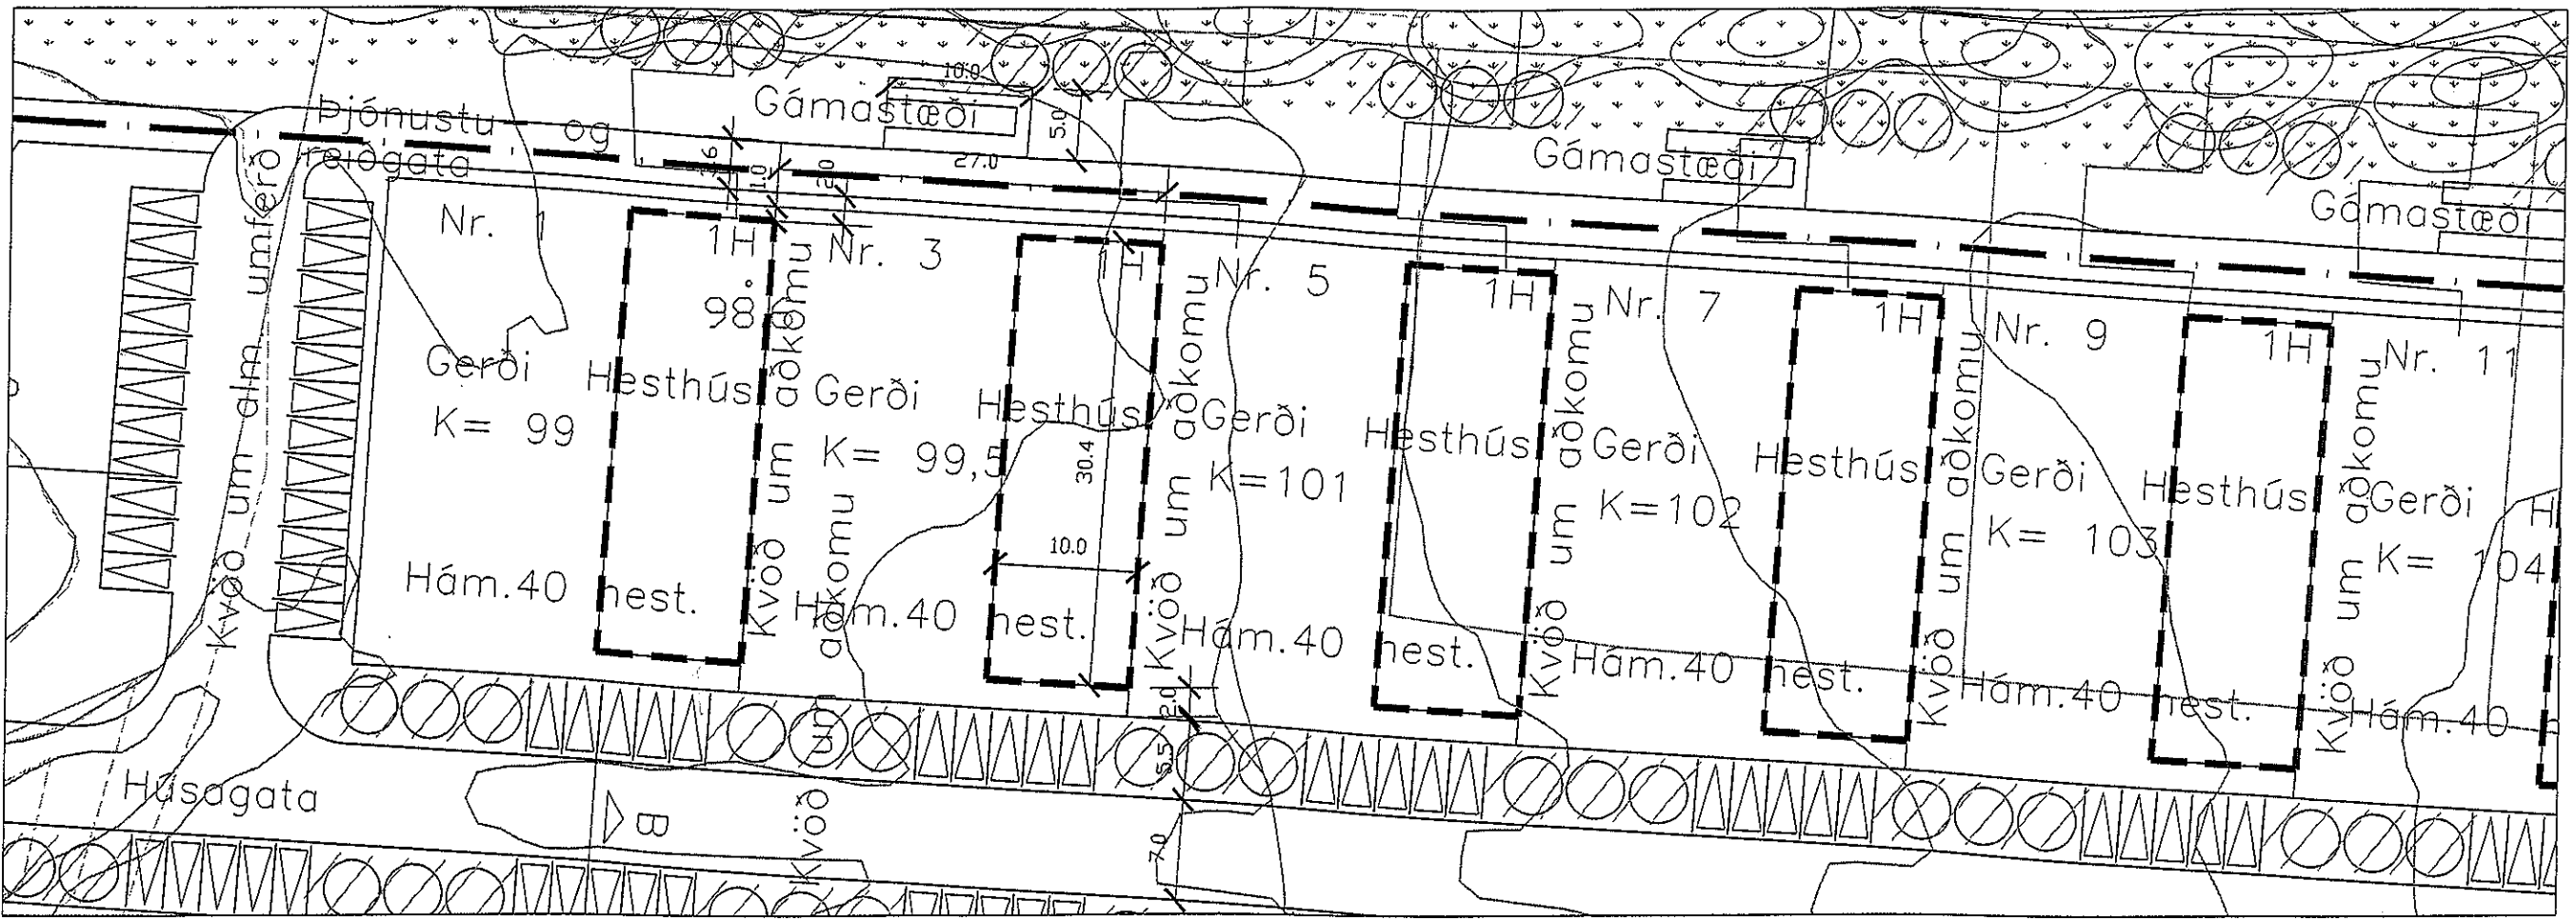 Þjónustu og
reiðgata
Gámastæði
10.0
5.0
27.0
1.0
2.0
Gámastæði
Gámastæði
Kvöð um alm umferð
Nr. 1
1H
98.
Gerði
K= 99
Hesthús
Hám.40 hest.
Kvöð um aðkomu
Nr. 3
1H
Gerði
K= 99,5
Hesthús
30.4
10.0
Hám.40 hest.
Kvöð um aðkomu
Kvöð um aðkomu
Nr. 5
1H
Gerði
K=101
Hesthús
Hám.40 hest.
Kvöð um aðkomu
Nr. 7
1H
Gerði
K=102
Hesthús
Hám.40 hest.
Kvöð um aðkomu
Nr. 9
1H
Gerði
K= 103
Hesthús
Hám.40 hest.
Kvöð um aðkomu
Nr. 11
Gerði
K= 104
H
Hám.40
2.0
5.5
7.0
Húsagata
B